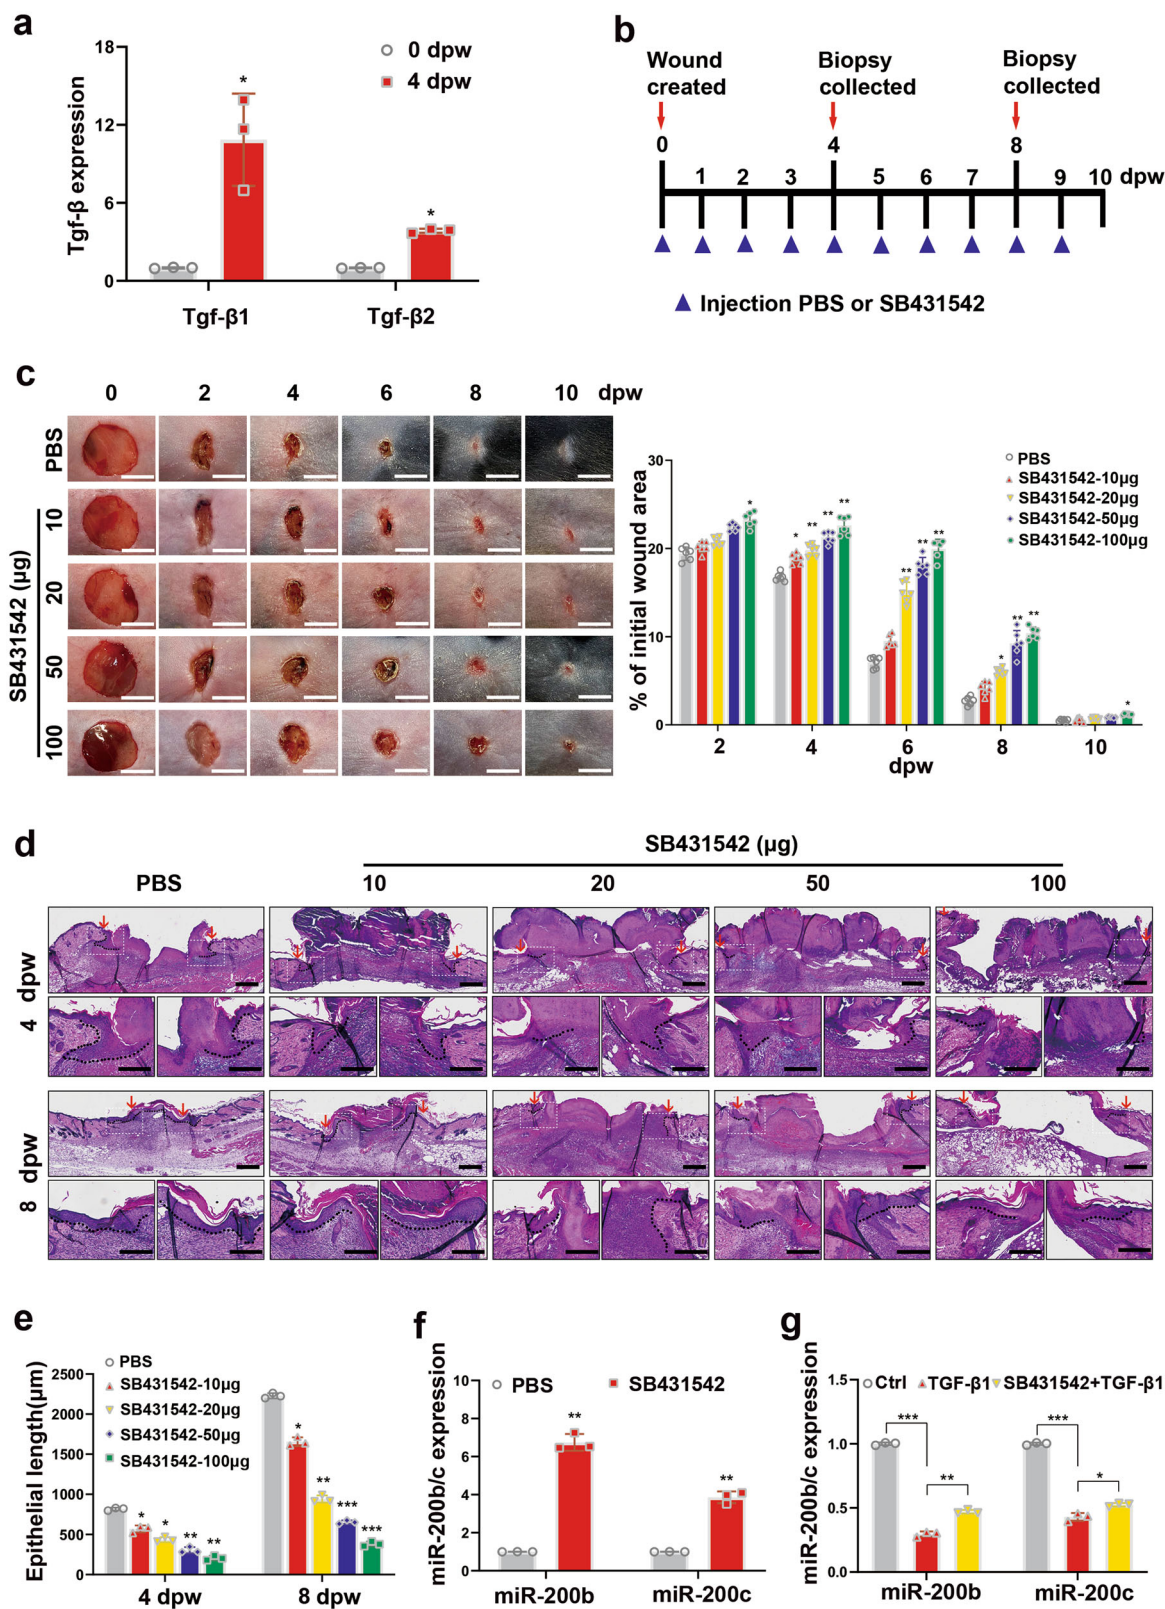 a
Tgf-β expression
18
12
6
0
0 dpw
4 dpw
*
*
Tgf-β1
Tgf-β2
b
Wound created
Biopsy collected
Biopsy collected
0
4
8
1
2
3
5
6
7
9
10
dpw
Injection PBS or SB431542
c
0
2
4
6
8
10
dpw
PBS
SB431542 (µg)
10
20
50
100
% of initial wound area
30
20
10
0
PBS
SB431542-10µg
SB431542-20µg
SB431542-50µg
SB431542-100µg
*
* ** ** **
** ** **
* ** **
*
2
4
6
8
10
dpw
d
SB431542 (µg)
PBS
10
20
50
100
4 dpw
8 dpw
e
Epithelial length(µm)
2500
2000
1500
1000
500
0
PBS
SB431542-10µg
SB431542-20µg
SB431542-50µg
SB431542-100µg
* * ** **
* ** *** ***
4 dpw
8 dpw
f
miR-200b/c expression
10
8
6
4
2
0
PBS
SB431542
**
**
miR-200b
miR-200c
g
miR-200b/c expression
1.5
1.0
0.5
0.0
Ctrl
TGF-β1
SB431542+TGF-β1
***
**
***
*
miR-200b
miR-200c